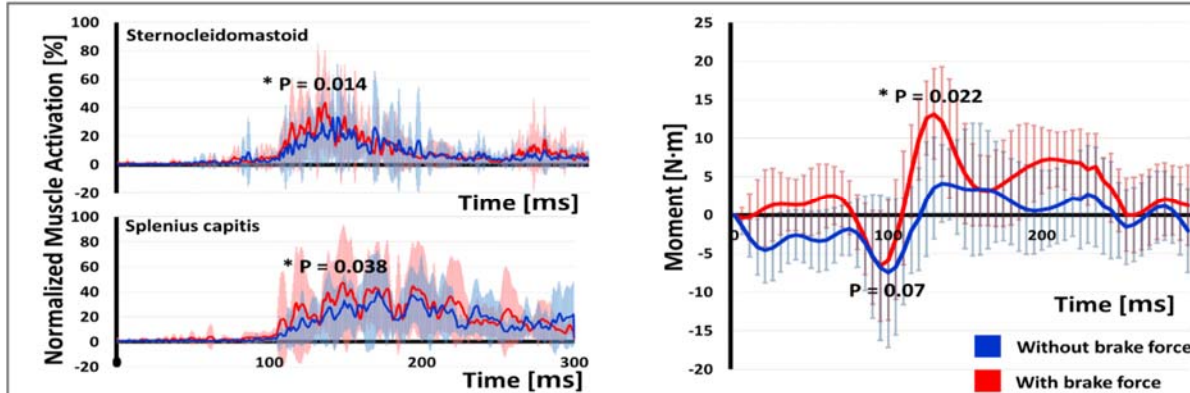 Normalized Muscle Activation [%]
100
80
60
40
20
0
-20
Sternocleidomastoid
* P = 0.014
Time [ms]
100
80
60
40
20
0
-20
Splenius capitis
* P = 0.038
0
100
200
300
Time [ms]
Moment [N·m]
25
20
15
10
5
0
-5
-10
-15
-20
* P = 0.022
0
100
200
P = 0.07
Time [ms]
Without brake force
With brake force